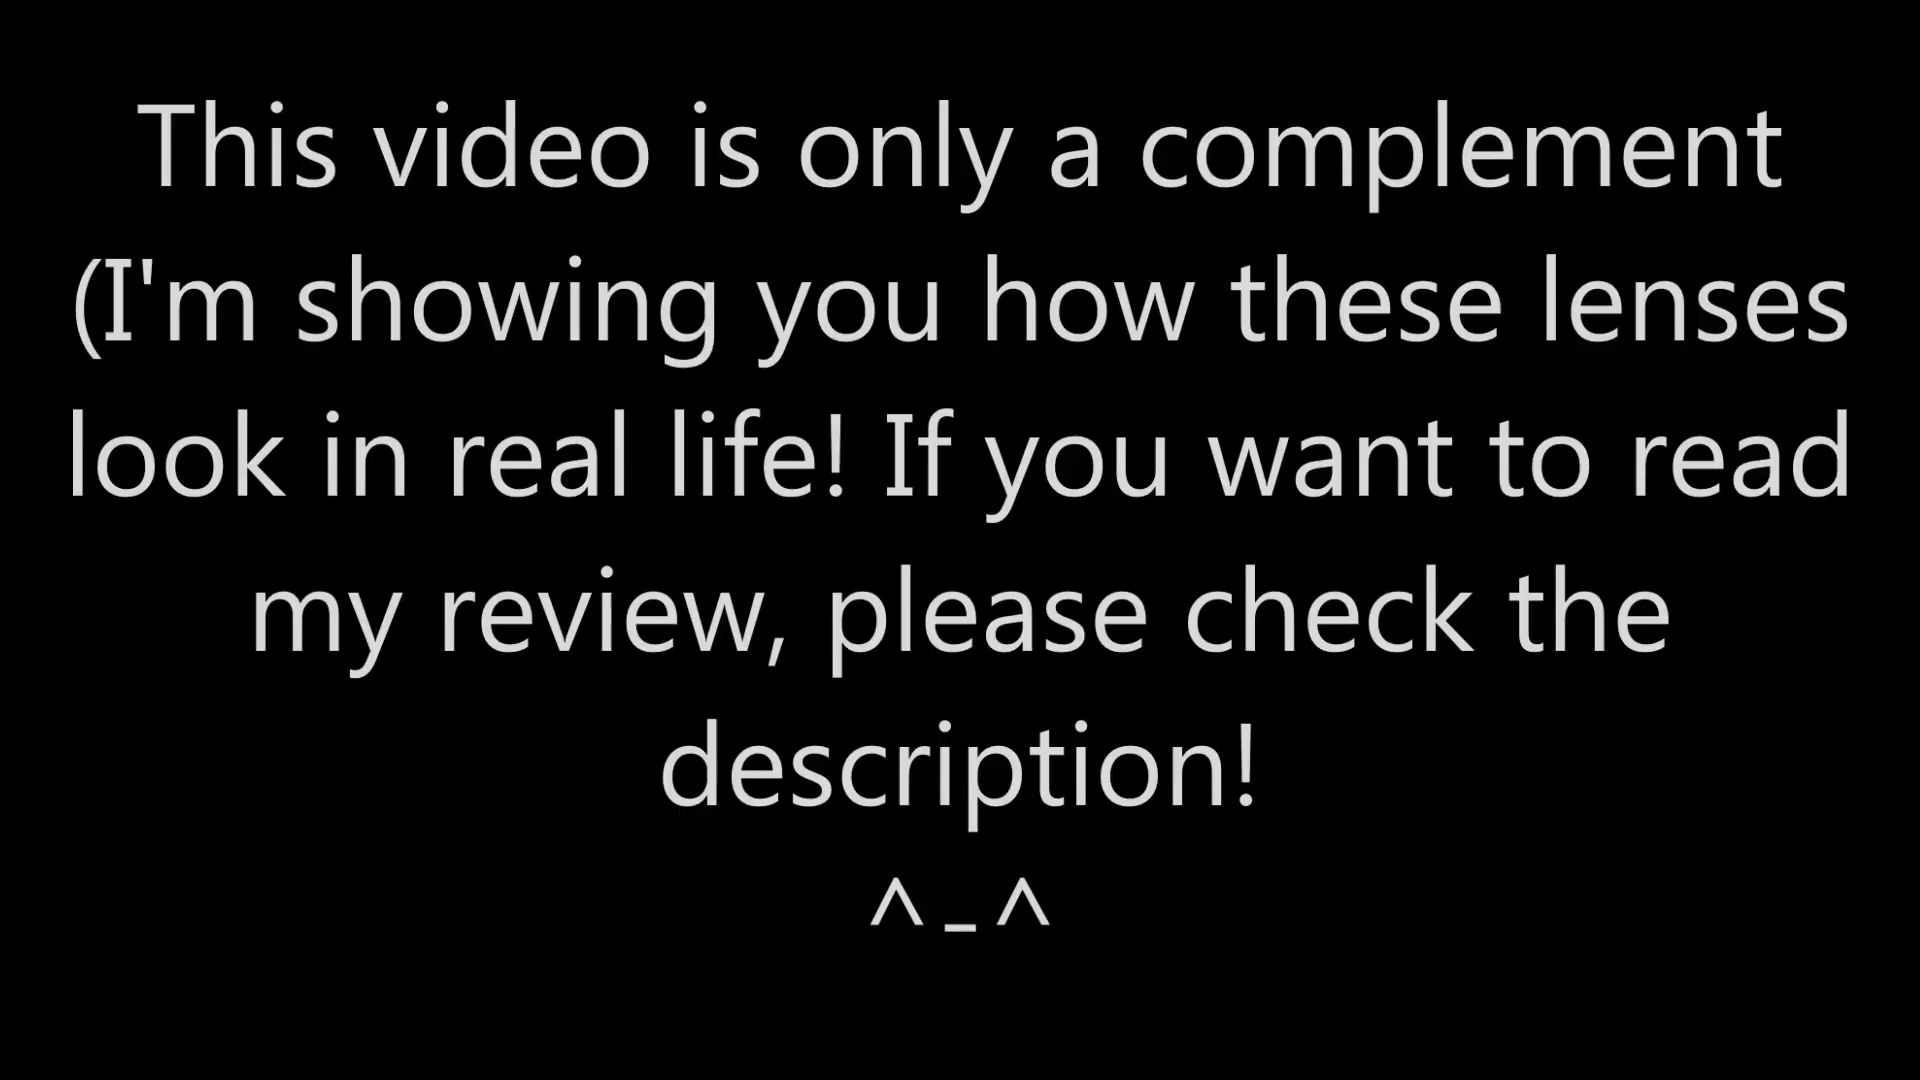 This video is only a complement
(I'm showing you how these lenses
look in real life! If you want to read
my review, please check the
description!
^-^